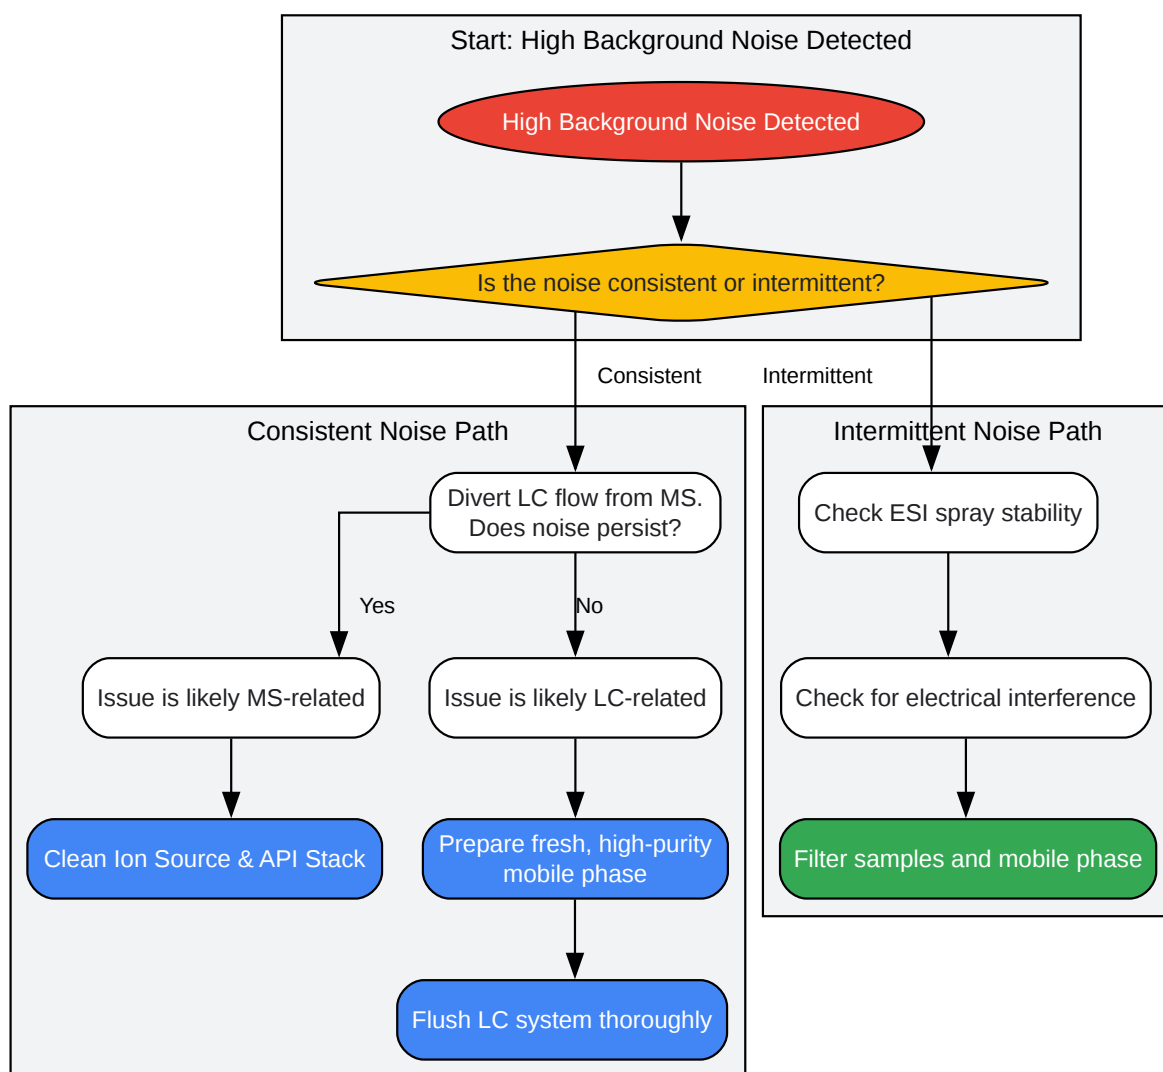 Start: High Background Noise Detected
High Background Noise Detected
Is the noise consistent or intermittent?
Consistent
Intermittent
Consistent Noise Path
Divert LC flow from MS.
Does noise persist?
Yes
No
Issue is likely MS-related
Issue is likely LC-related
Clean Ion Source & API Stack
Prepare fresh, high-purity
mobile phase
Flush LC system thoroughly
Intermittent Noise Path
Check ESI spray stability
Check for electrical interference
Filter samples and mobile phase